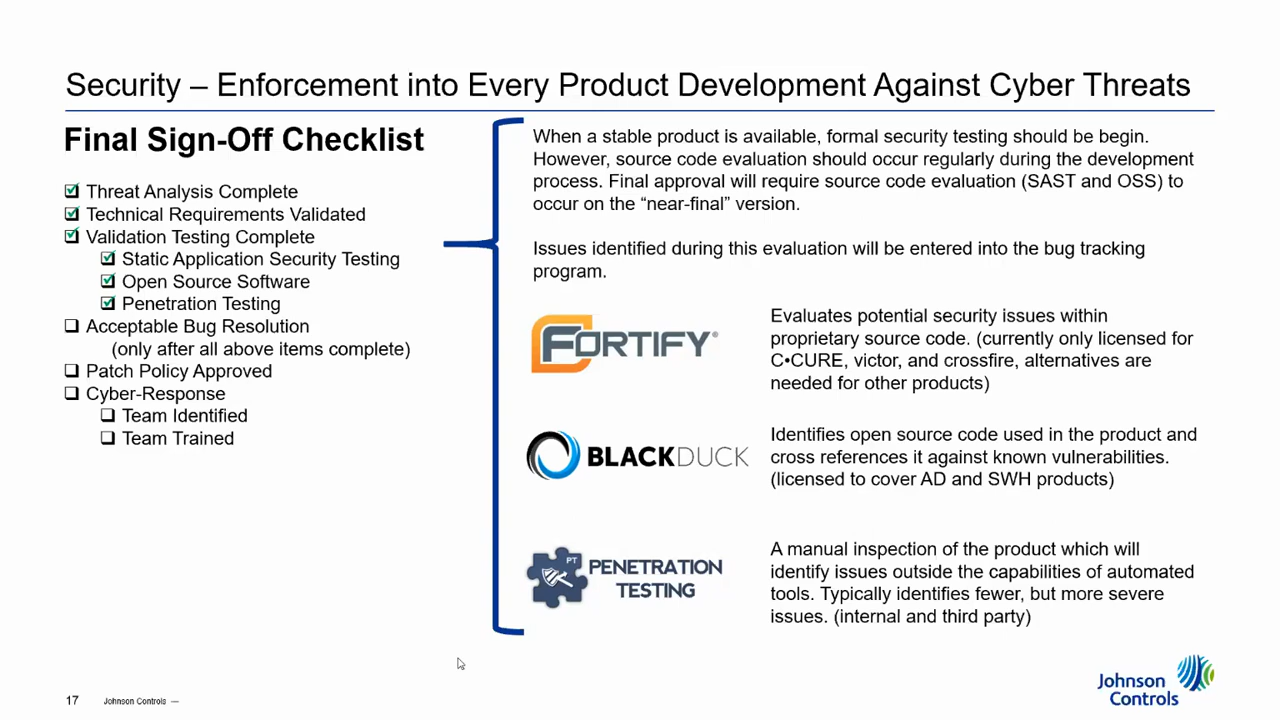 Security – Enforcement into Every Product Development Against Cyber Threats
Final Sign-Off Checklist
Threat Analysis Complete
Technical Requirements Validated
Validation Testing Complete
Static Application Security Testing
Open Source Software
Penetration Testing
Acceptable Bug Resolution
(only after all above items complete)
Patch Policy Approved
Cyber-Response
Team Identified
Team Trained
When a stable product is available, formal security testing should be begin.
However, source code evaluation should occur regularly during the development
process. Final approval will require source code evaluation (SAST and OSS) to
occur on the “near-final” version.
Issues identified during this evaluation will be entered into the bug tracking
program.
FORTIFY®
Evaluates potential security issues within
proprietary source code. (currently only licensed for
C•CURE, victor, and crossfire, alternatives are
needed for other products)
BLACKDUCK
Identifies open source code used in the product and
cross references it against known vulnerabilities.
(licensed to cover AD and SWH products)
PT
PENETRATION
TESTING
A manual inspection of the product which will
identify issues outside the capabilities of automated
tools. Typically identifies fewer, but more severe
issues. (internal and third party)
17
Johnson Controls —
Johnson
Controls